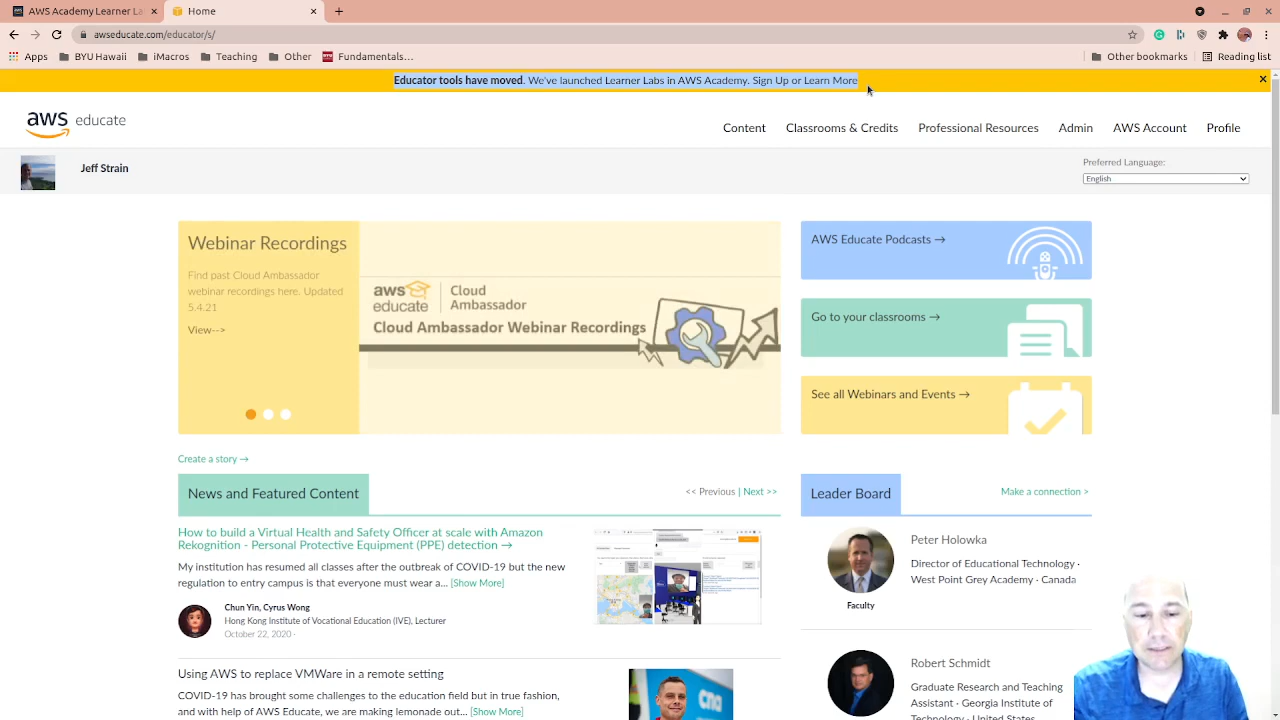 AWS Academy Learner Labs
Home
awseducate.com/educator/s/
Apps
BYU Hawaii
iMacros
Teaching
Other
Fundamentals...
Other bookmarks
Reading list
Educator tools have moved. We've launched Learner Labs in AWS Academy. Sign Up or Learn More
aws educate
Content
Classrooms & Credits
Professional Resources
Admin
AWS Account
Profile
Jeff Strain
Preferred Language:
English
Webinar Recordings
Find past Cloud Ambassador
webinar recordings here. Updated
5.4.21
View-->
aws educate
Cloud
Ambassador
Cloud Ambassador Webinar Recordings
AWS Educate Podcasts →
Go to your classrooms →
See all Webinars and Events →
Create a story →
News and Featured Content
<< Previous | Next >>
How to build a Virtual Health and Safety Officer at scale with Amazon
Rekognition - Personal Protective Equipment (PPE) detection →
My institution has resumed all classes after the outbreak of COVID-19 but the new
regulation to entry campus is that everyone must wear a... [Show More]
Chun Yin, Cyrus Wong
Hong Kong Institute of Vocational Education (IVE), Lecturer
October 22, 2020 ·
Using AWS to replace VMWare in a remote setting
COVID-19 has brought some challenges to the education field but in true fashion,
and with help of AWS Educate, we are making lemonade out... [Show More]
cna
Leader Board
Make a connection >
Peter Holowka
Director of Educational Technology ·
West Point Grey Academy · Canada
Faculty
Robert Schmidt
Graduate Research and Teaching
Assistant · Georgia Institute of
Technology · United States